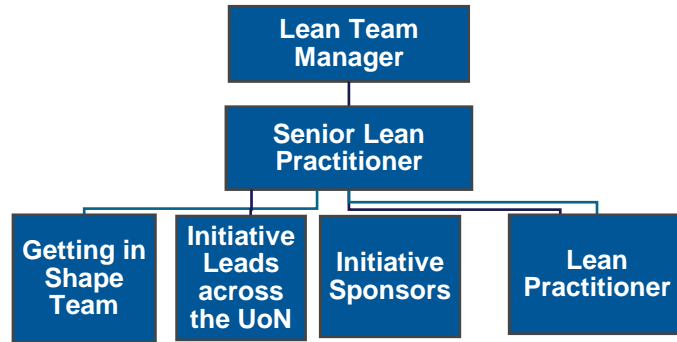 Lean Team
Manager
Senior Lean
Practitioner
Getting in
Shape
Team
Initiative
Leads
across
the UoN
Initiative
Sponsors
Lean
Practitioner